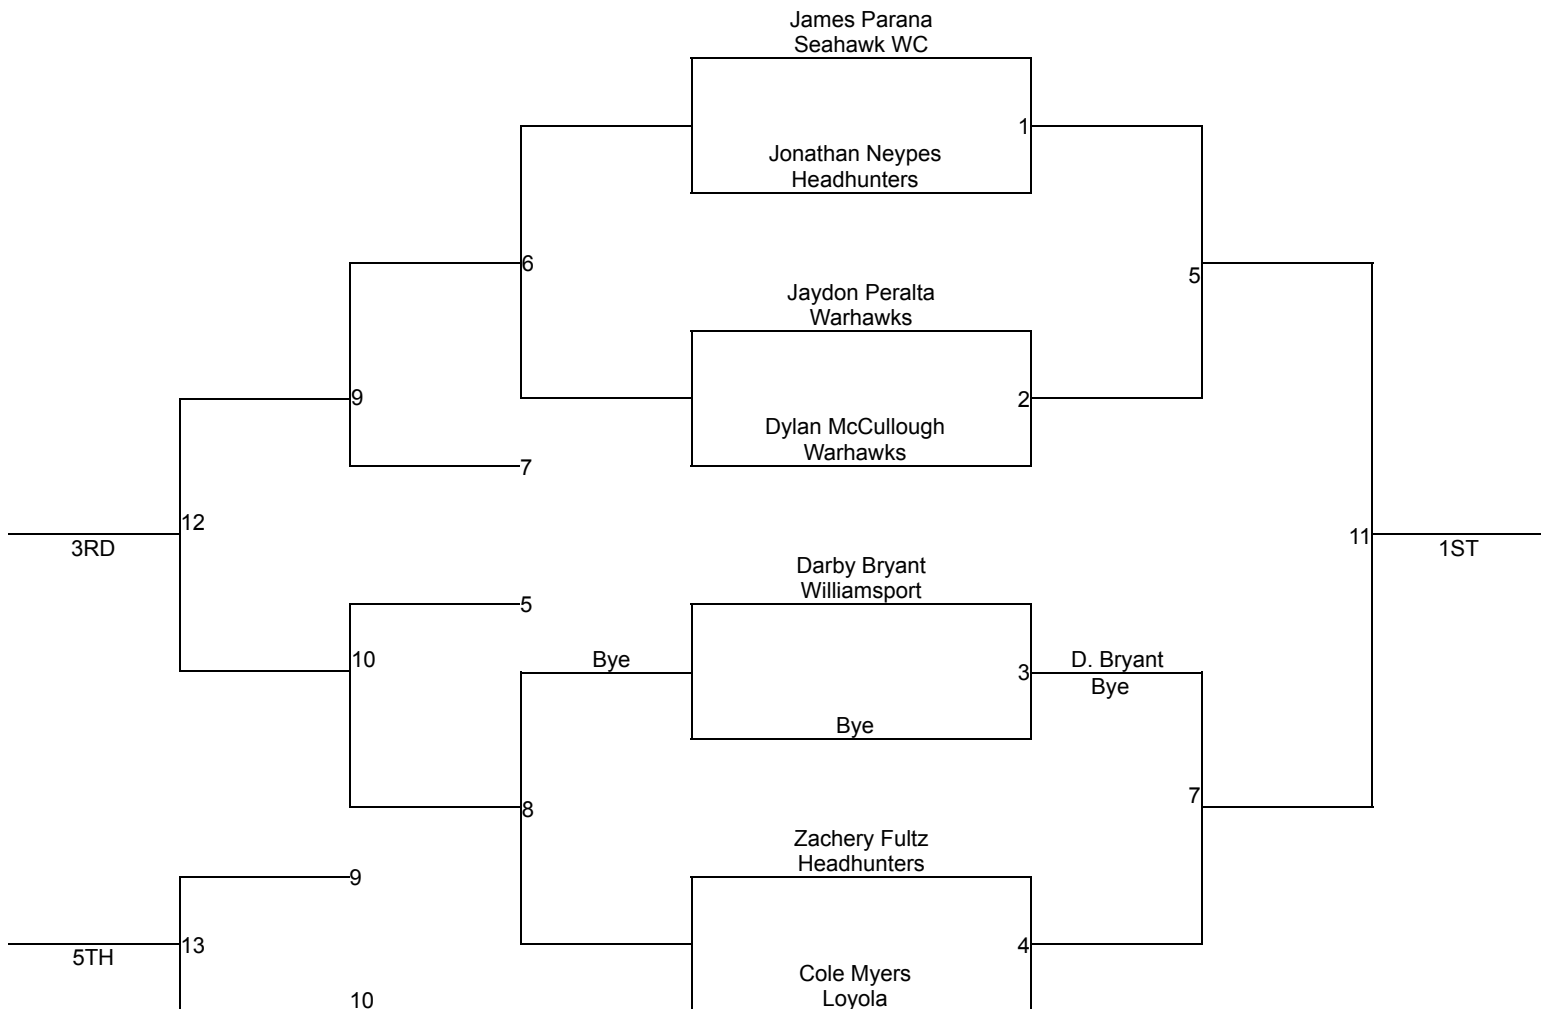 James Parana
Seahawk WC
1
Jonathan Neypes
Headhunters
6
5
Jaydon Peralta
Warhawks
9
2
Dylan McCullough
Warhawks
7
12
3RD
11
1ST
Darby Bryant
Williamsport
5
10
Bye
3
D. Bryant
Bye
Bye
8
7
Zachery Fultz
Headhunters
9
13
5TH
4
Cole Myers
Loyola
10